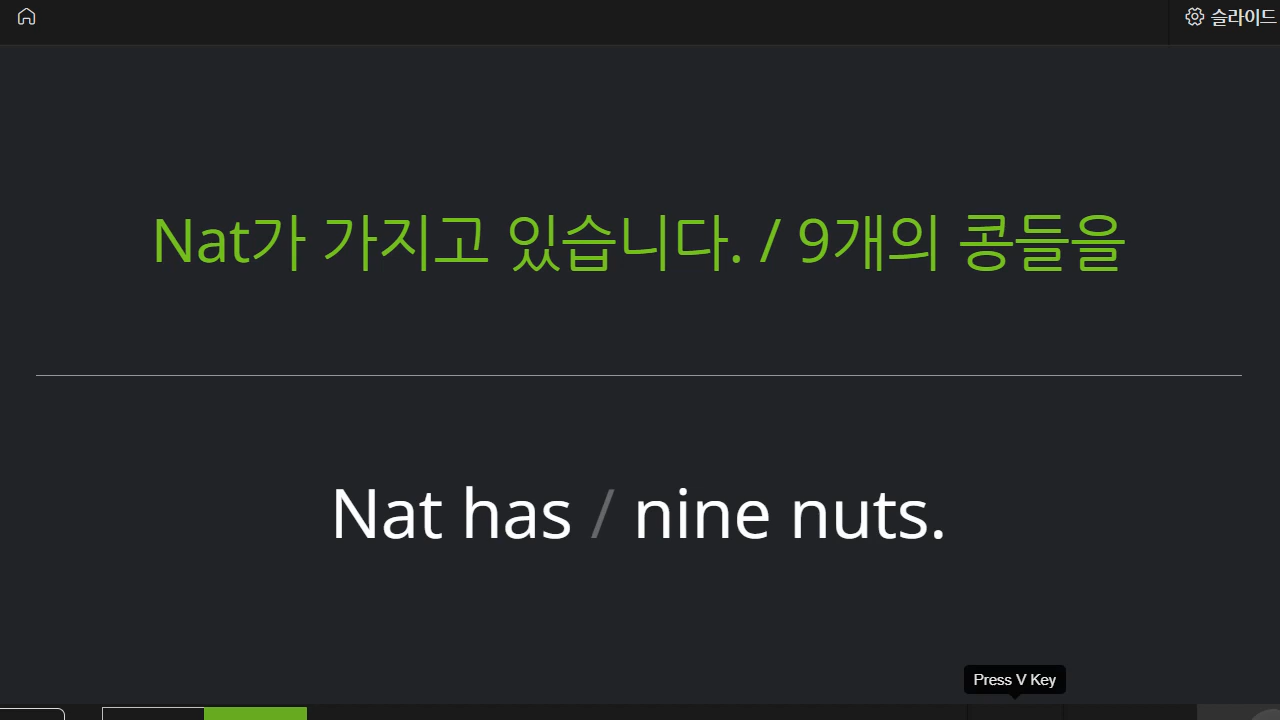 슬라이드
Nat가 가지고 있습니다. / 9개의 콩들을
Nat has / nine nuts.
Press V Key